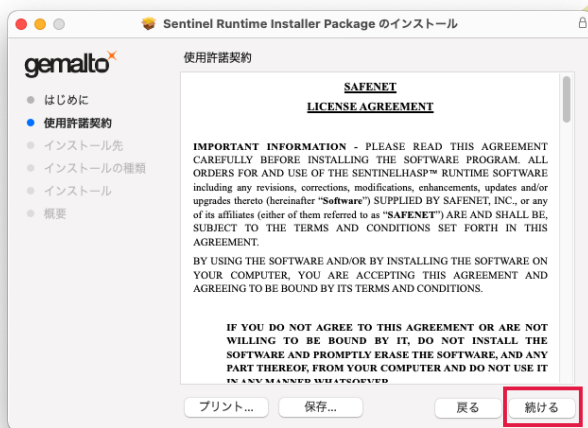 Sentinel Runtime Installer Package のインストール
gemalto
使用許諾契約
はじめに
使用許諾契約
インストール先
インストールの種類
インストール
概要
SAFENET
LICENSE AGREEMENT
IMPORTANT INFORMATION - PLEASE READ THIS AGREEMENT
CAREFULLY BEFORE INSTALLING THE SOFTWARE PROGRAM. ALL
ORDERS FOR AND USE OF THE SENTINELHASP™ RUNTIME SOFTWARE
including any revisions, corrections, modifications, enhancements, updates and/or
upgrades thereto (hereinafter “Software”) SUPPLIED BY SAFENET, INC., or any
of its affiliates (either of them referred to as “SAFENET”) ARE AND SHALL BE,
SUBJECT TO THE TERMS AND CONDITIONS SET FORTH IN THIS
AGREEMENT.
BY USING THE SOFTWARE AND/OR BY INSTALLING THE SOFTWARE ON
YOUR COMPUTER, YOU ARE ACCEPTING THIS AGREEMENT AND
AGREEING TO BE BOUND BY ITS TERMS AND CONDITIONS.
IF YOU DO NOT AGREE TO THIS AGREEMENT OR ARE NOT
WILLING TO BE BOUND BY IT, DO NOT INSTALL THE
SOFTWARE AND PROMPTLY ERASE THE SOFTWARE, AND ANY
PART THEREOF, FROM YOUR COMPUTER AND DO NOT USE IT
IN ANY MANNER WHATSOEVER
プリント...
保存...
戻る
続ける